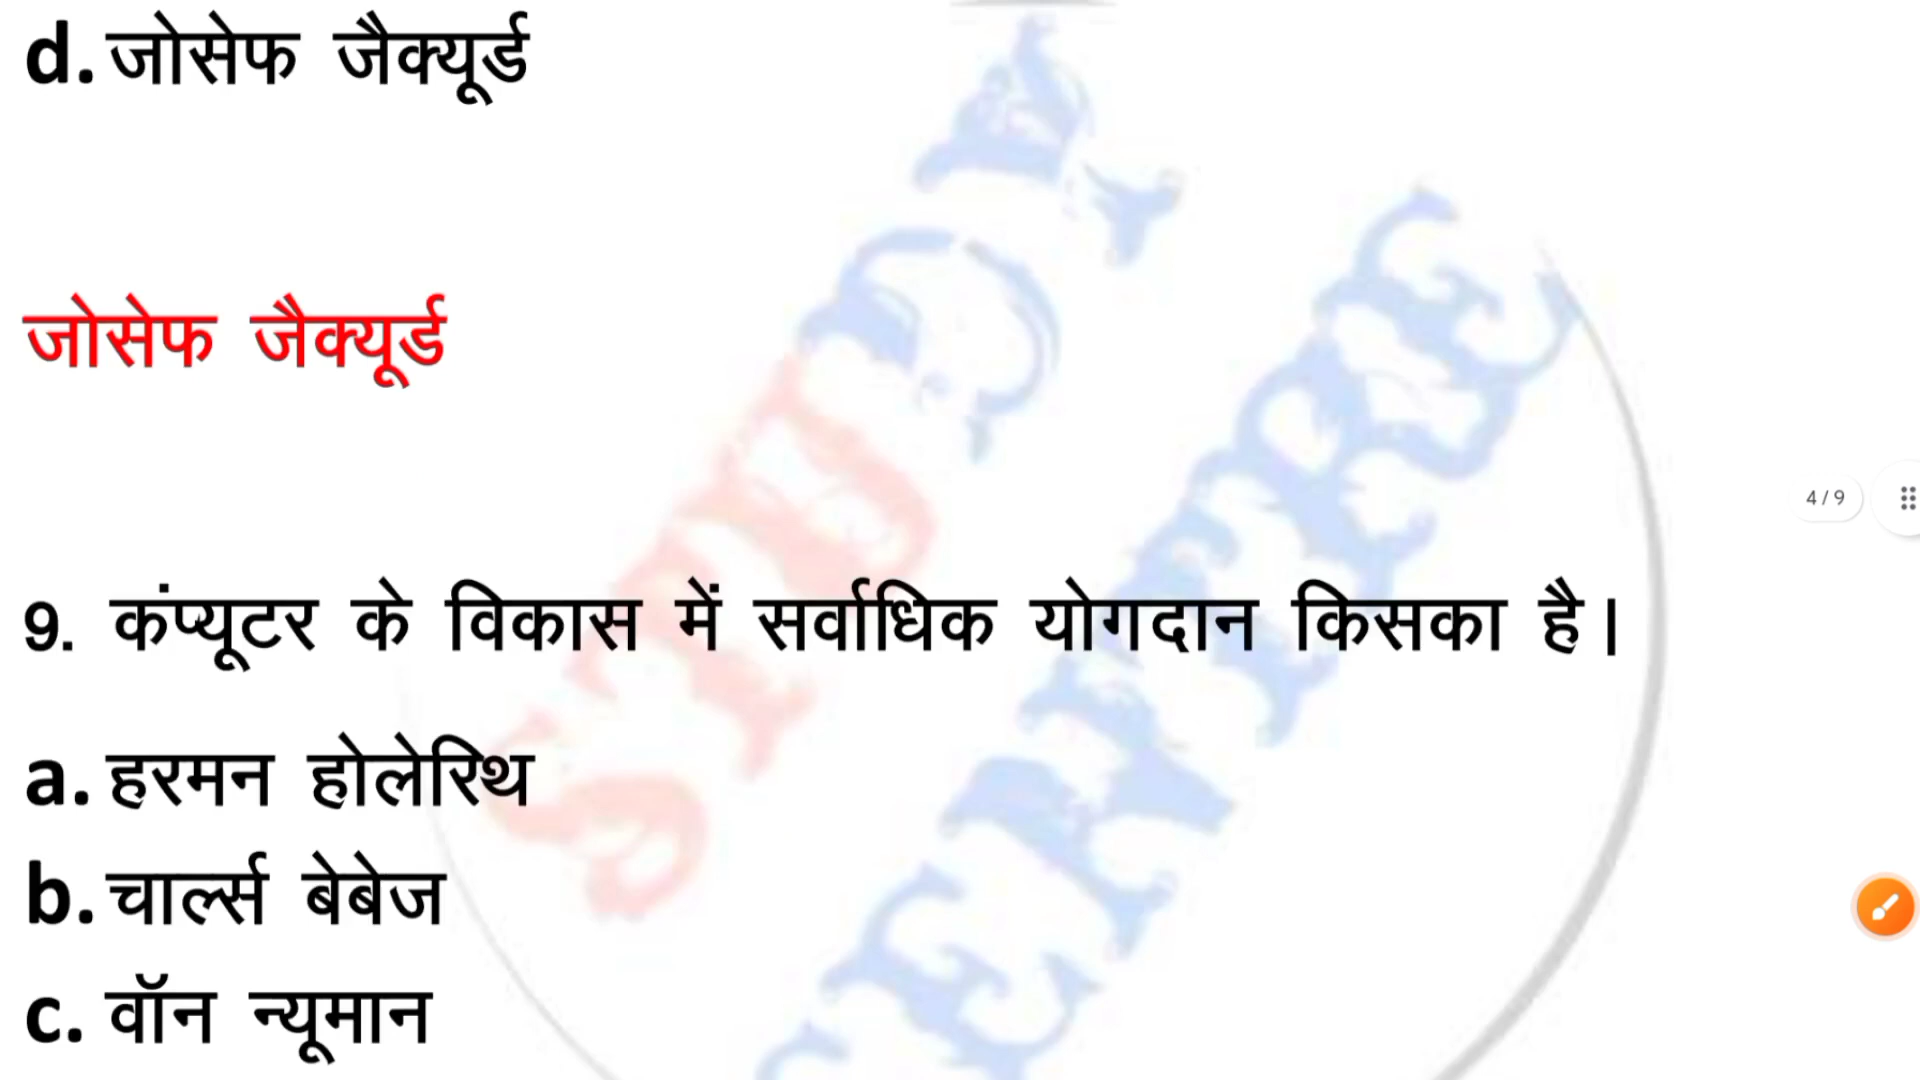 d. जोसेफ जैक्यूर्ड
जोसेफ जैक्यूर्ड
4 / 9
9. कंप्यूटर के विकास में सर्वाधिक योगदान किसका है।
a. हरमन होलेरिथ
b. चार्ल्स बेबेज
c. वॉन न्यूमान